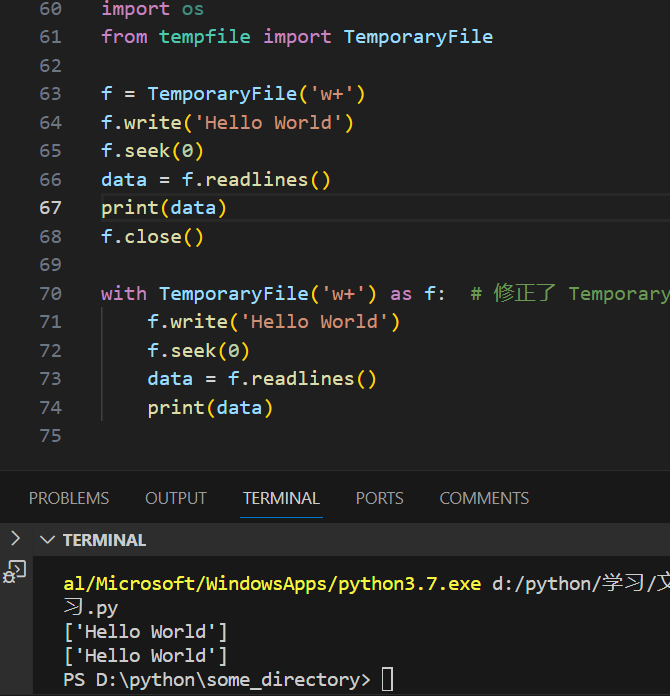 60 import os
61 from tempfile import TemporaryFile
62
63 f = TemporaryFile('w+')
64 f.write('Hello World')
65 f.seek(0)
66 data = f.readlines()
67 print(data)
68 f.close()
69
70 with TemporaryFile('w+') as f:  # 修正了 Temporary
71     f.write('Hello World')
72     f.seek(0)
73     data = f.readlines()
74     print(data)
75
PROBLEMS OUTPUT TERMINAL PORTS COMMENTS
TERMINAL
al/Microsoft/WindowsApps/python3.7.exe d:/python/学习/文
习.py
['Hello World']
['Hello World']
PS D:\python\some_directory>